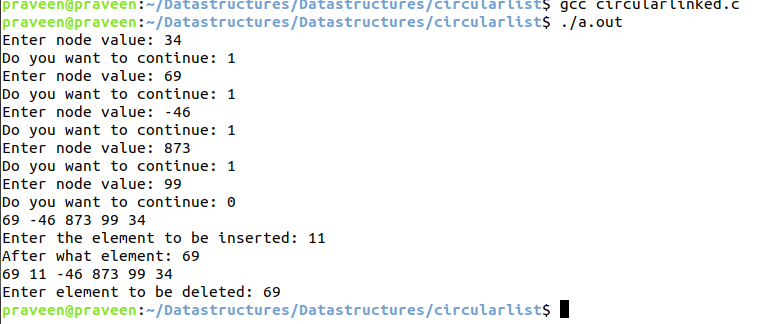 praveen@praveen:~/Datastructures/Datastructures/circularlist$ gcc circularlinked.c
praveen@praveen:~/Datastructures/Datastructures/circularlist$ ./a.out
Enter node value: 34
Do you want to continue: 1
Enter node value: 69
Do you want to continue: 1
Enter node value: -46
Do you want to continue: 1
Enter node value: 873
Do you want to continue: 1
Enter node value: 99
Do you want to continue: 0
69 -46 873 99 34
Enter the element to be inserted: 11
After what element: 69
69 11 -46 873 99 34
Enter element to be deleted: 69
praveen@praveen:~/Datastructures/Datastructures/circularlist$